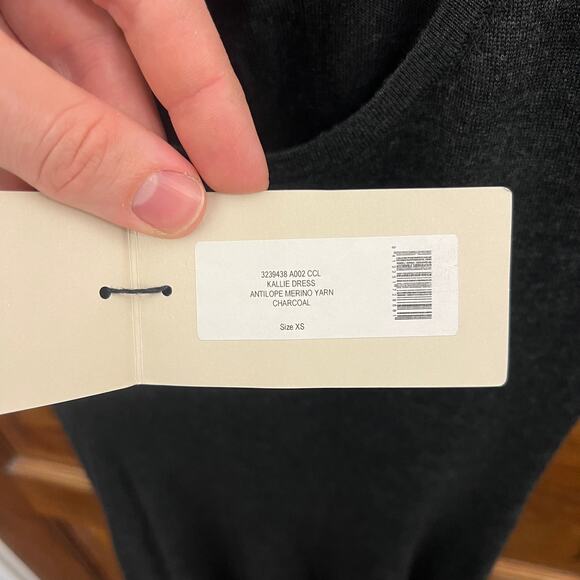 3239438 A002 CCL
KALLIE DRESS
ANTILOPE MERINO YARN
CHARCOAL
Size XS